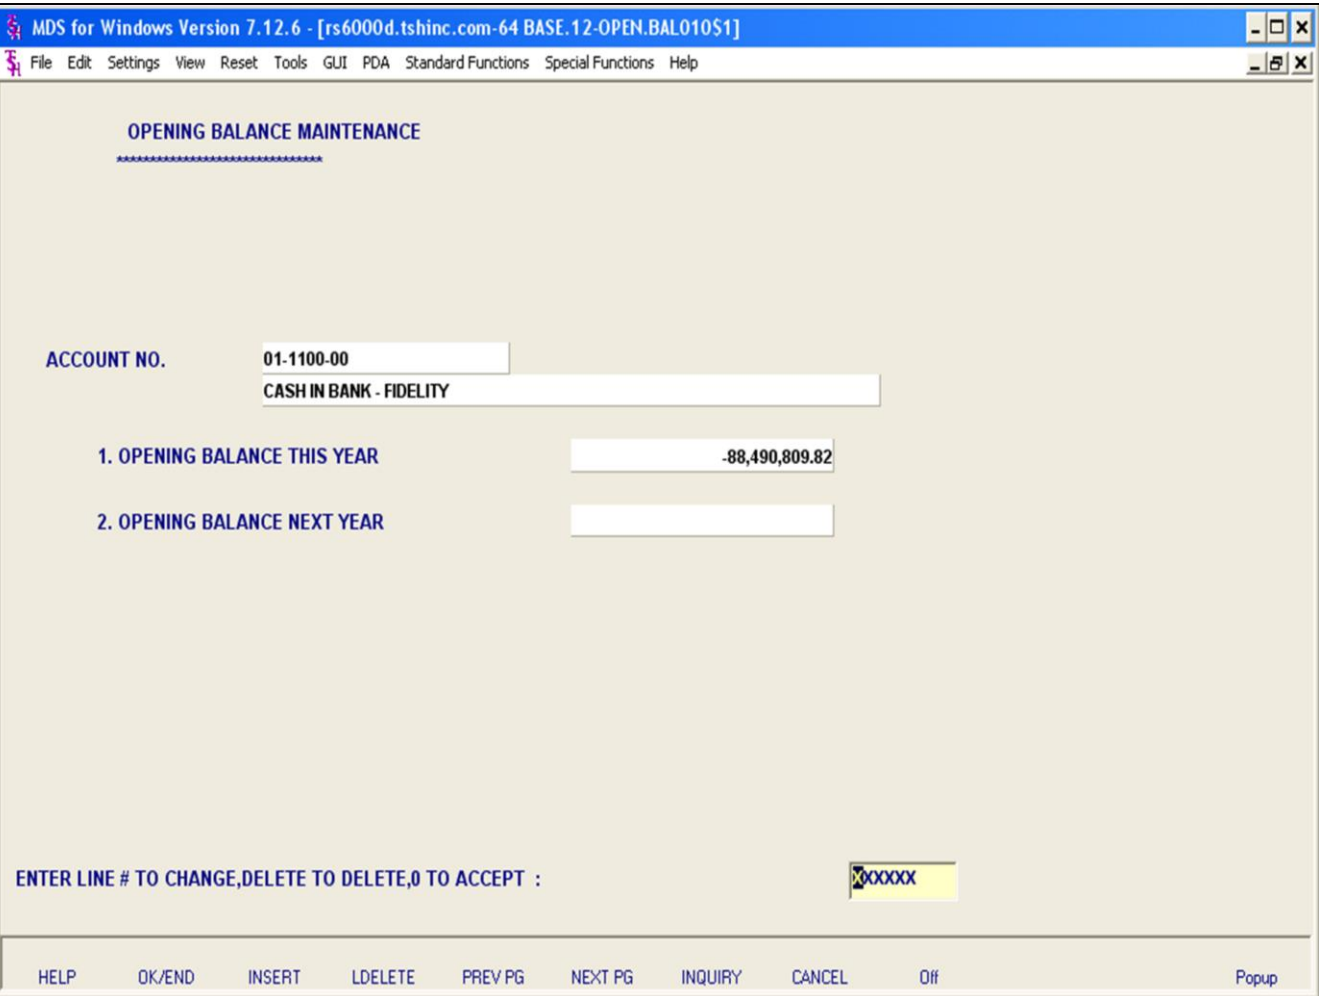 MDS for Windows Version 7.12.6 - [rs6000d.tshinc.com-64 BASE.12-OPEN.BAL010$1]
File Edit Settings View Reset Tools GUI PDA Standard Functions Special Functions Help
OPENING BALANCE MAINTENANCE
*******************************
ACCOUNT NO. 01-1100-00
CASH IN BANK - FIDELITY
1. OPENING BALANCE THIS YEAR -88,490,809.82
2. OPENING BALANCE NEXT YEAR
ENTER LINE # TO CHANGE,DELETE TO DELETE,0 TO ACCEPT : XXXXXX
HELP OK/END INSERT LDELETE PREV PG NEXT PG INQUIRY CANCEL Off Popup